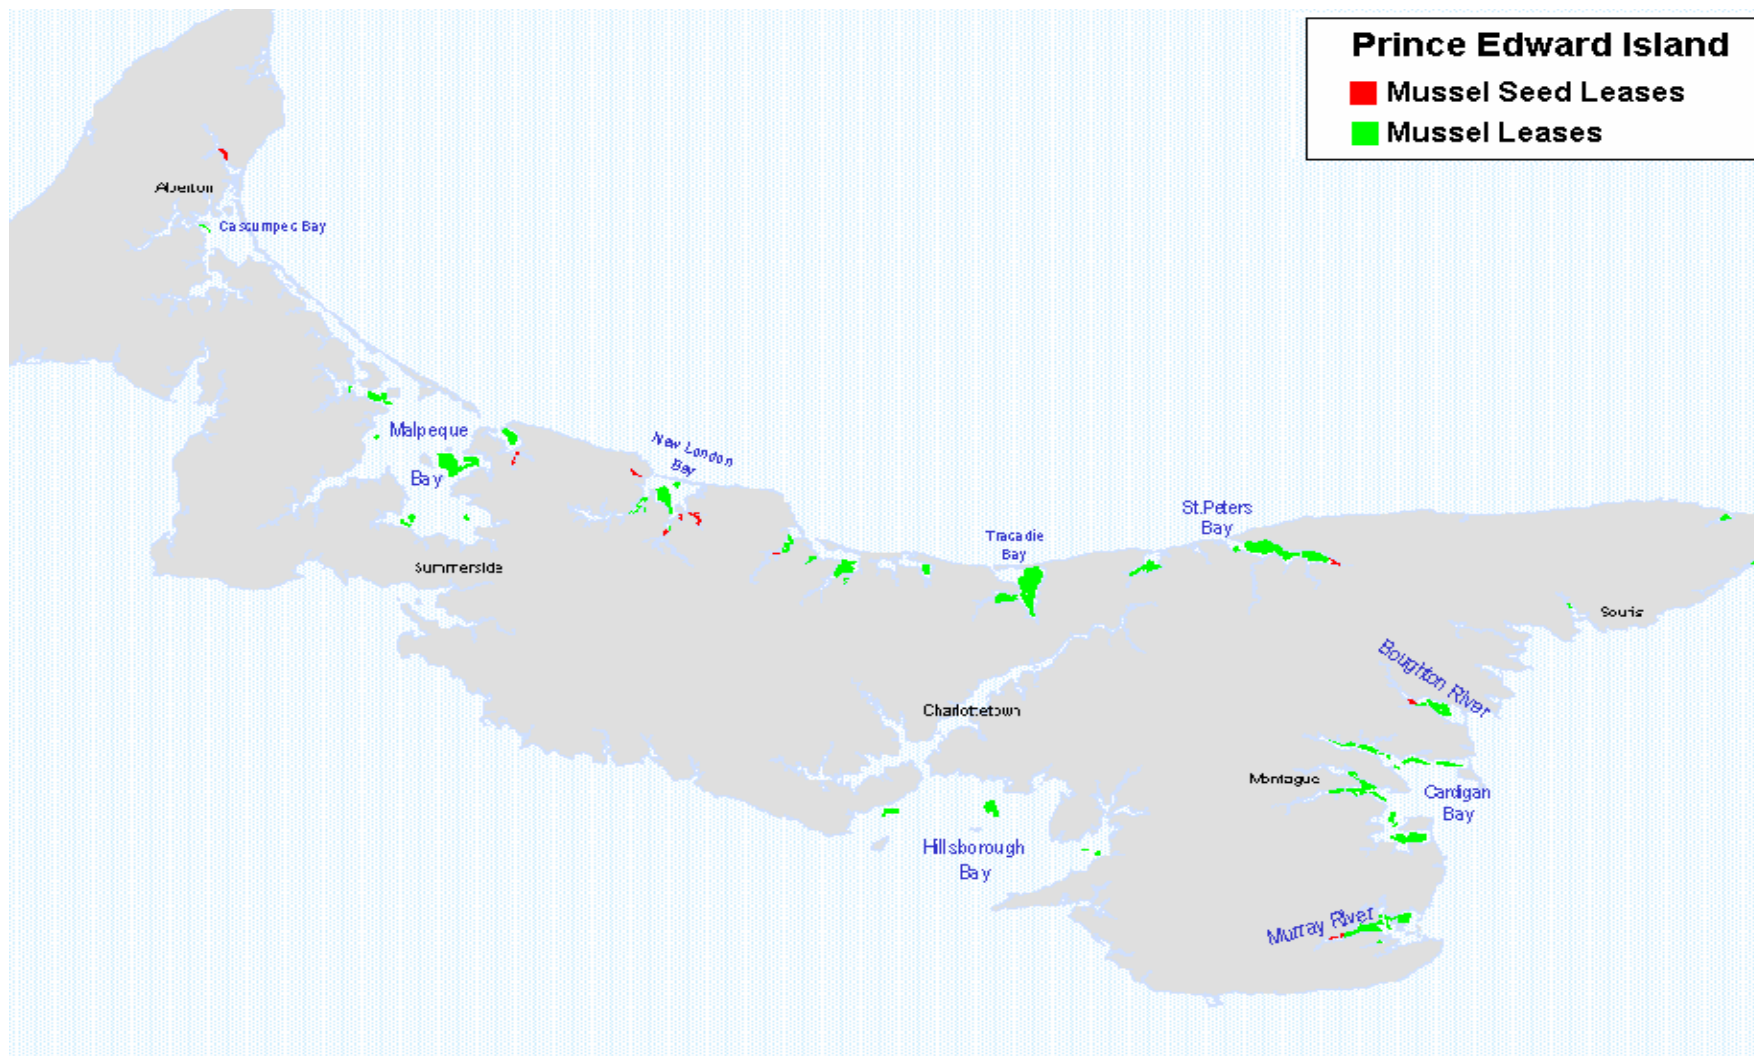 Prince Edward Island
Mussel Seed Leases
Mussel Leases
Alberton
Cascumpec Bay
Malpeque
Bay
New London
Bay
St.Peters
Bay
Tracadie
Bay
Summerside
Souris
Boughton River
Charlottetown
Montague
Cardigan
Bay
Hillsborough
Bay
Murray River